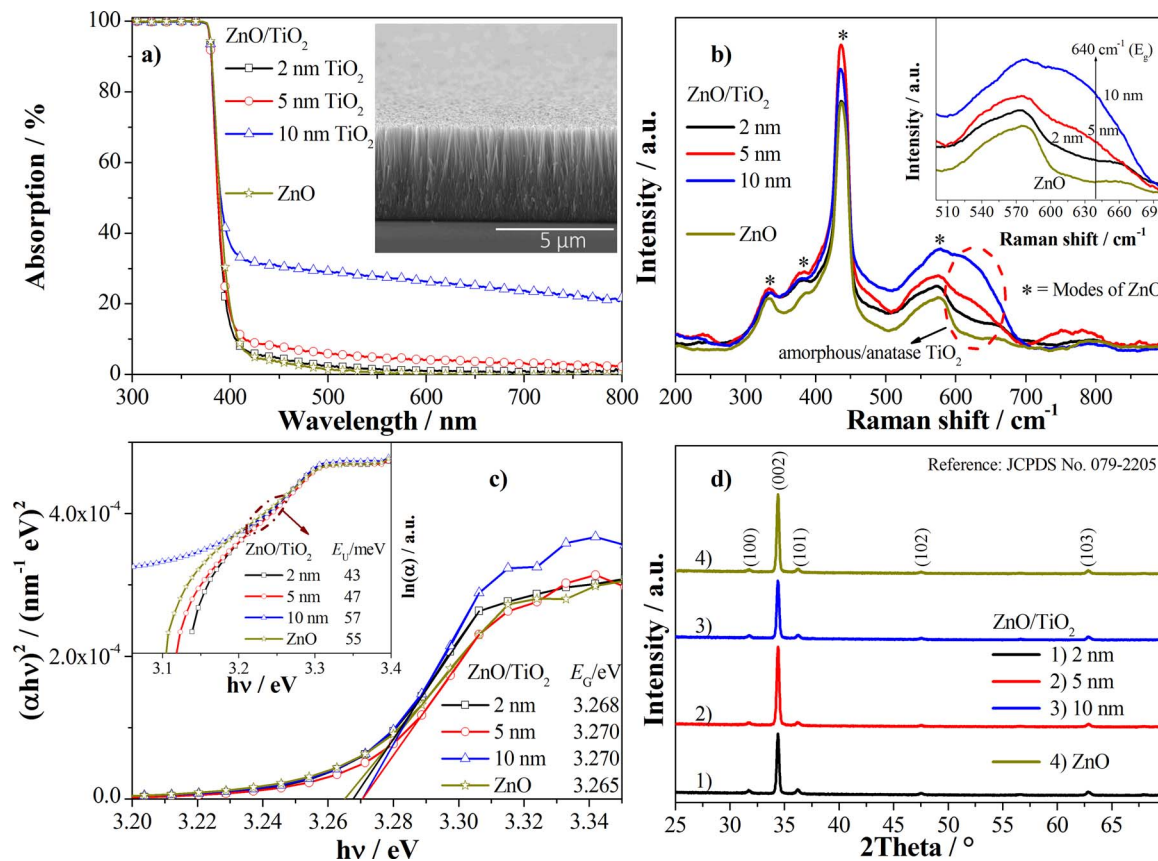 100
80
60
40
20
0
Absorption / %
a)
ZnO/TiO₂
2 nm TiO₂
5 nm TiO₂
10 nm TiO₂
ZnO
5 μm
300 400 500 600 700 800
Wavelength / nm
b)
ZnO/TiO₂
2 nm
5 nm
10 nm
ZnO
Intensity / a.u.
* * * *
* = Modes of ZnO
amorphous/anatase TiO₂
200 300 400 500 600 700 800
Raman shift / cm⁻¹
640 cm⁻¹ (E_g)
10 nm
5 nm
2 nm
ZnO
Intensity / a.u.
510 540 570 600 630 660 69
Raman shift / cm⁻¹
c)
4.0x10⁻⁴
2.0x10⁻⁴
0.0
(αhν)² / (nm⁻¹ eV)²
ZnO/TiO₂ E_U/meV
2 nm 43
5 nm 47
10 nm 57
ZnO 55
ln(α) / a.u.
3.1 3.2 3.3 3.4
hν / eV
ZnO/TiO₂ E_G/eV
2 nm 3.268
5 nm 3.270
10 nm 3.270
ZnO 3.265
3.20 3.22 3.24 3.26 3.28 3.30 3.32 3.34
hν / eV
d)
Reference: JCPDS No. 079-2205
(100)
(002)
(101)
(102)
(103)
4)
3)
2)
1)
ZnO/TiO₂
1) 2 nm
2) 5 nm
3) 10 nm
4) ZnO
Intensity / a.u.
25 30 35 40 45 50 55 60 65
2Theta / °